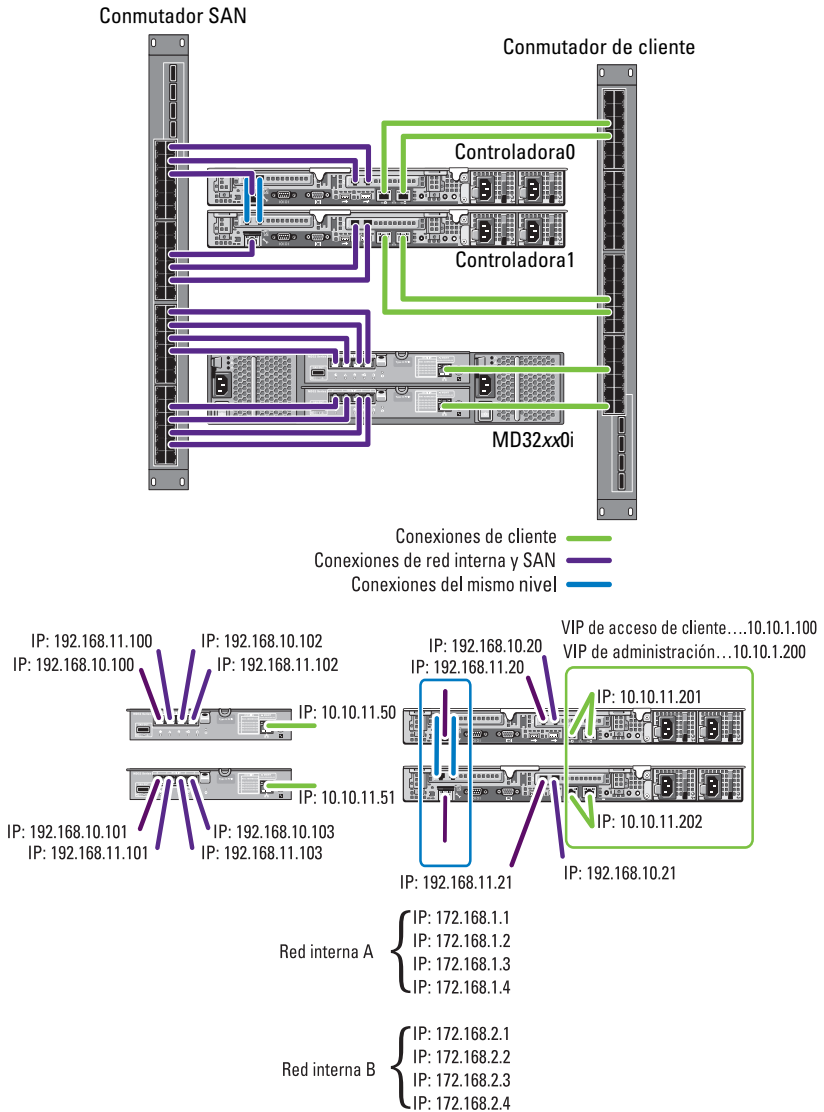 Conmutador SAN
Conmutador de cliente
Controladora0
Controladora1
MD32xx0i
Conexiones de cliente
Conexiones de red interna y SAN
Conexiones del mismo nivel
IP: 192.168.11.100
IP: 192.168.10.102
IP: 192.168.10.100
IP: 192.168.11.102
IP: 10.10.11.50
IP: 10.10.11.51
IP: 192.168.10.101
IP: 192.168.10.103
IP: 192.168.11.101
IP: 192.168.11.103
IP: 192.168.10.20
IP: 192.168.11.20
VIP de acceso de cliente....10.10.1.100
VIP de administración...10.10.1.200
IP: 10.10.11.201
IP: 10.10.11.202
IP: 192.168.11.21
IP: 192.168.10.21
Red interna A
IP: 172.168.1.1
IP: 172.168.1.2
IP: 172.168.1.3
IP: 172.168.1.4
Red interna B
IP: 172.168.2.1
IP: 172.168.2.2
IP: 172.168.2.3
IP: 172.168.2.4